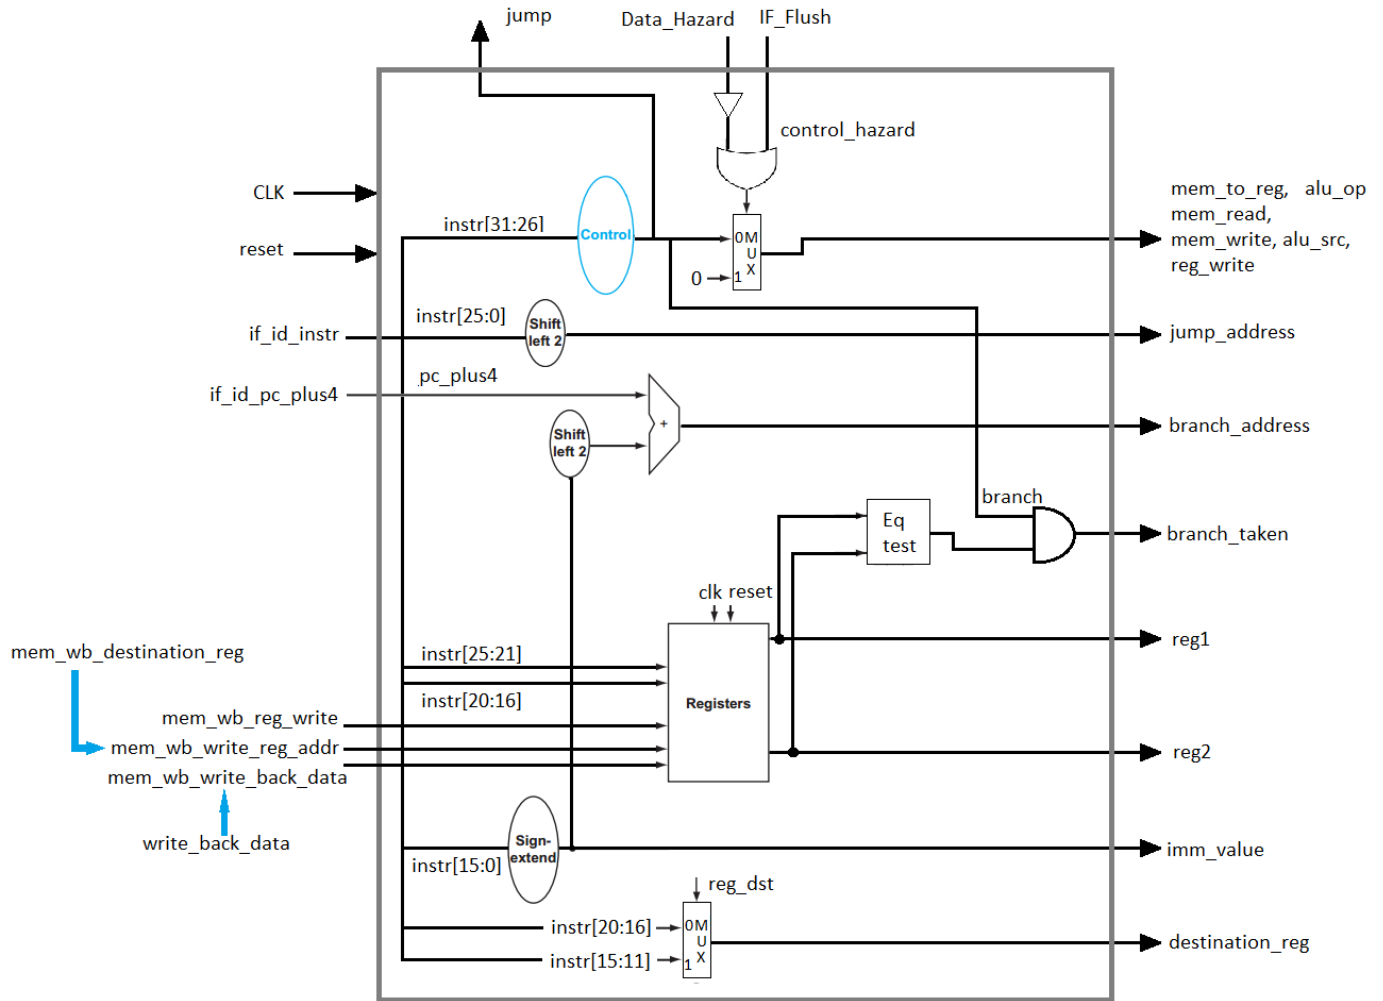 jump
Data_Hazard
IF_Flush
control_hazard
CLK
mem_to_reg, alu_op
mem_read,
mem_write, alu_src,
reg_write
instr[31:26]
Control
0 M
U
X
1
0
reset
instr[25:0]
Shift
left 2
if_id_instr
jump_address
pc_plus4
if_id_pc_plus4
+
branch_address
Shift
left 2
branch
Eq
test
branch_taken
clk reset
mem_wb_destination_reg
instr[25:21]
reg1
instr[20:16]
Registers
mem_wb_reg_write
mem_wb_write_reg_addr
reg2
mem_wb_write_back_data
write_back_data
Sign-
extend
imm_value
instr[15:0]
reg_dst
instr[20:16]
0 M
U
X
1
destination_reg
instr[15:11]